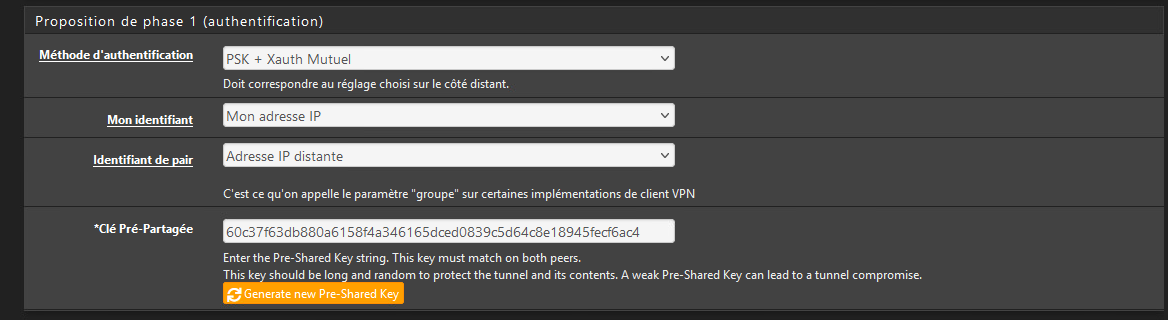 Proposition de phase 1 (authentification)
Méthode d'authentification
PSK + Xauth Mutuel
Doit correspondre au réglage choisi sur le côté distant.
Mon identifiant
Mon adresse IP
Identifiant de pair
Adresse IP distante
C'est ce qu'on appelle le paramètre "groupe" sur certaines implémentations de client VPN
*Clé Pré-Partagée
60c37f63db880a6158f4a346165dced0839c5d64c8e18945fecf6ac4
Enter the Pre-Shared Key string. This key must match on both peers.
This key should be long and random to protect the tunnel and its contents. A weak Pre-Shared Key can lead to a tunnel compromise.
Generate new Pre-Shared Key